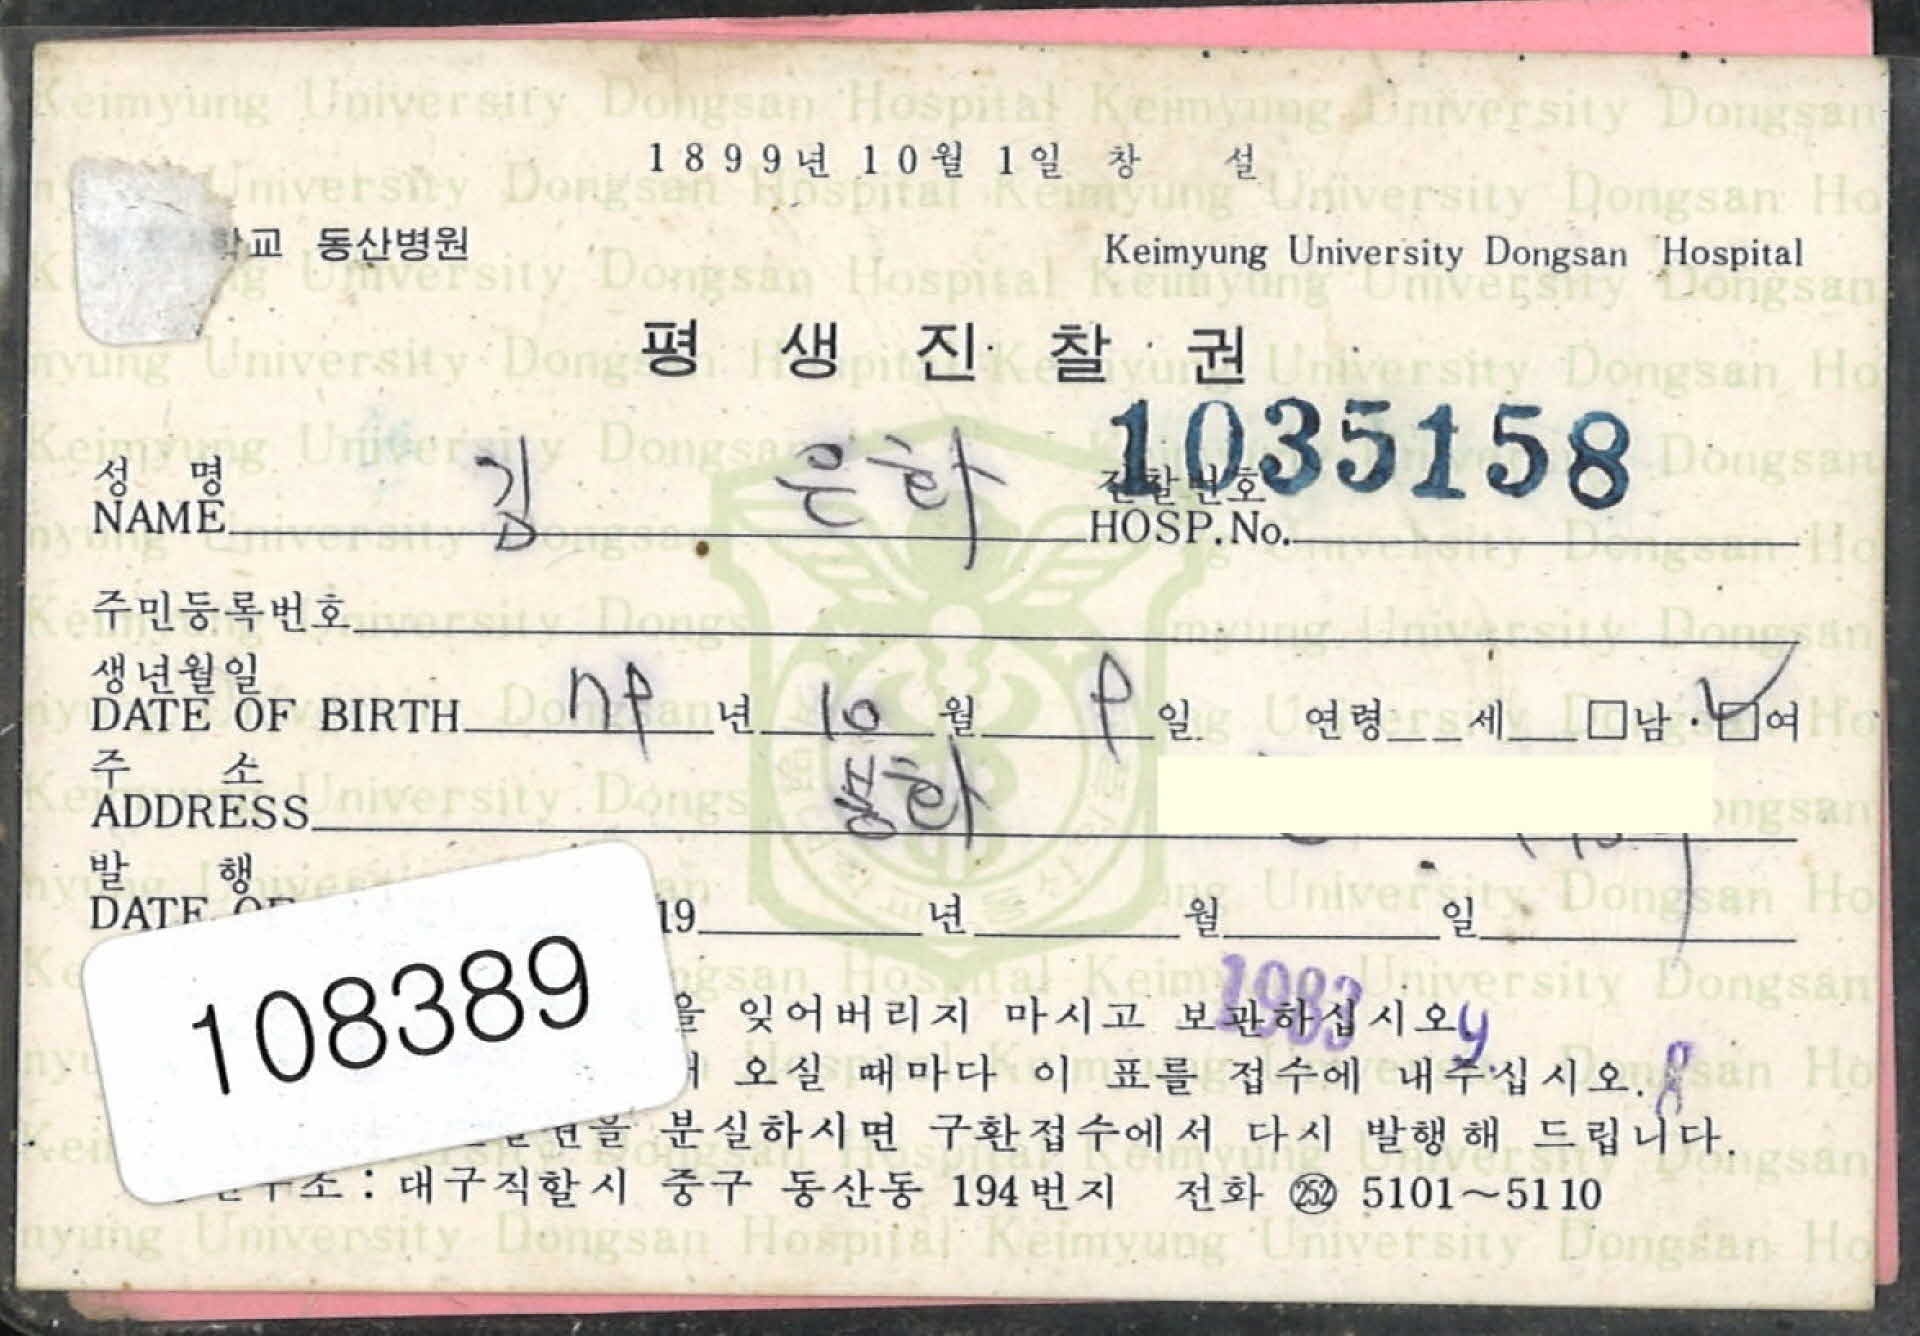 1899년 10월 1일 창 설
학교 동산병원
Keimyung University Dongsan Hospital
평 생 진 찰 권
1035158
성 명 김 은하 진찰번호
NAME HOSP.No.
주민등록번호
생년월일
DATE OF BIRTH 년 10 월 일 연령 세 □남 · □여
주 소
ADDRESS
발 행
DATE OF 19 년 월 일
108389
1983
을 잊어버리지 마시고 보관하십시오
오실 때마다 이 표를 접수에 내주십시오. 8
을 분실하시면 구환접수에서 다시 발행해 드립니다.
주소 : 대구직할시 중구 동산동 194번지 전화 252 5101~5110